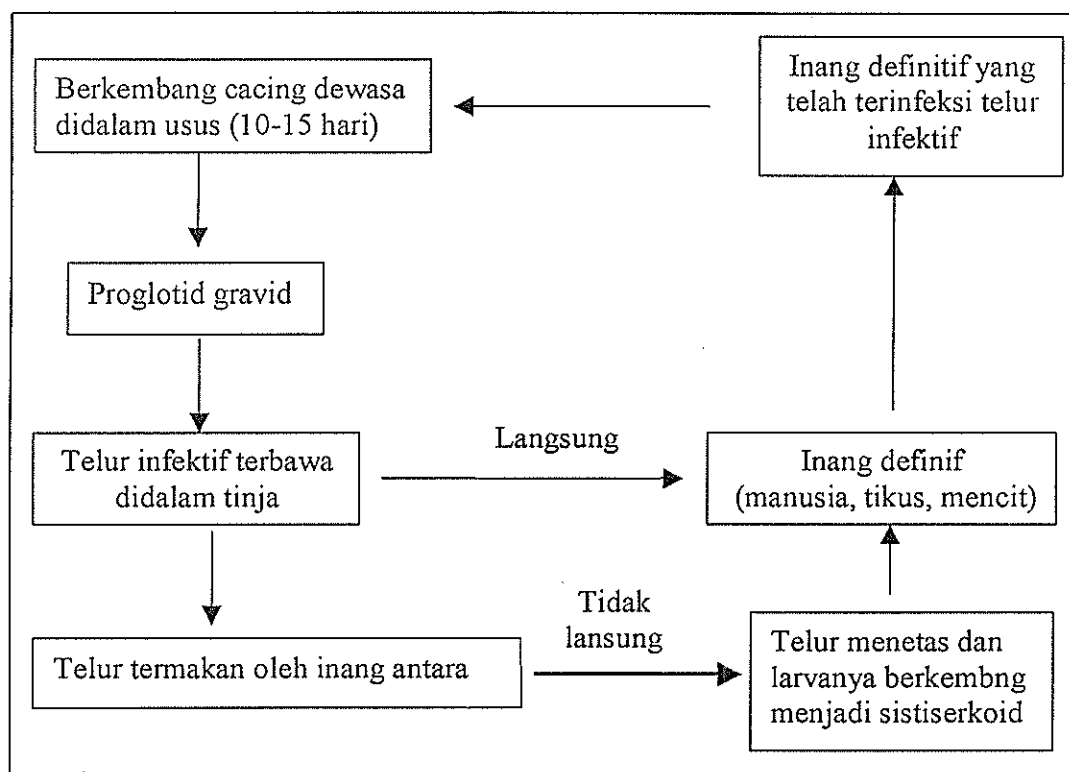 Berkembang cacing dewasa
didalam usus (10-15 hari)
Inang definitif yang
telah terinfeksi telur
infektif
Proglotid gravid
Telur infektif terbawa
didalam tinja
Langsung
Inang definif
(manusia, tikus, mencit)
Telur termakan oleh inang antara
Tidak
lansung
Telur menetas dan
larvanya berkembng
menjadi sistiserkoid